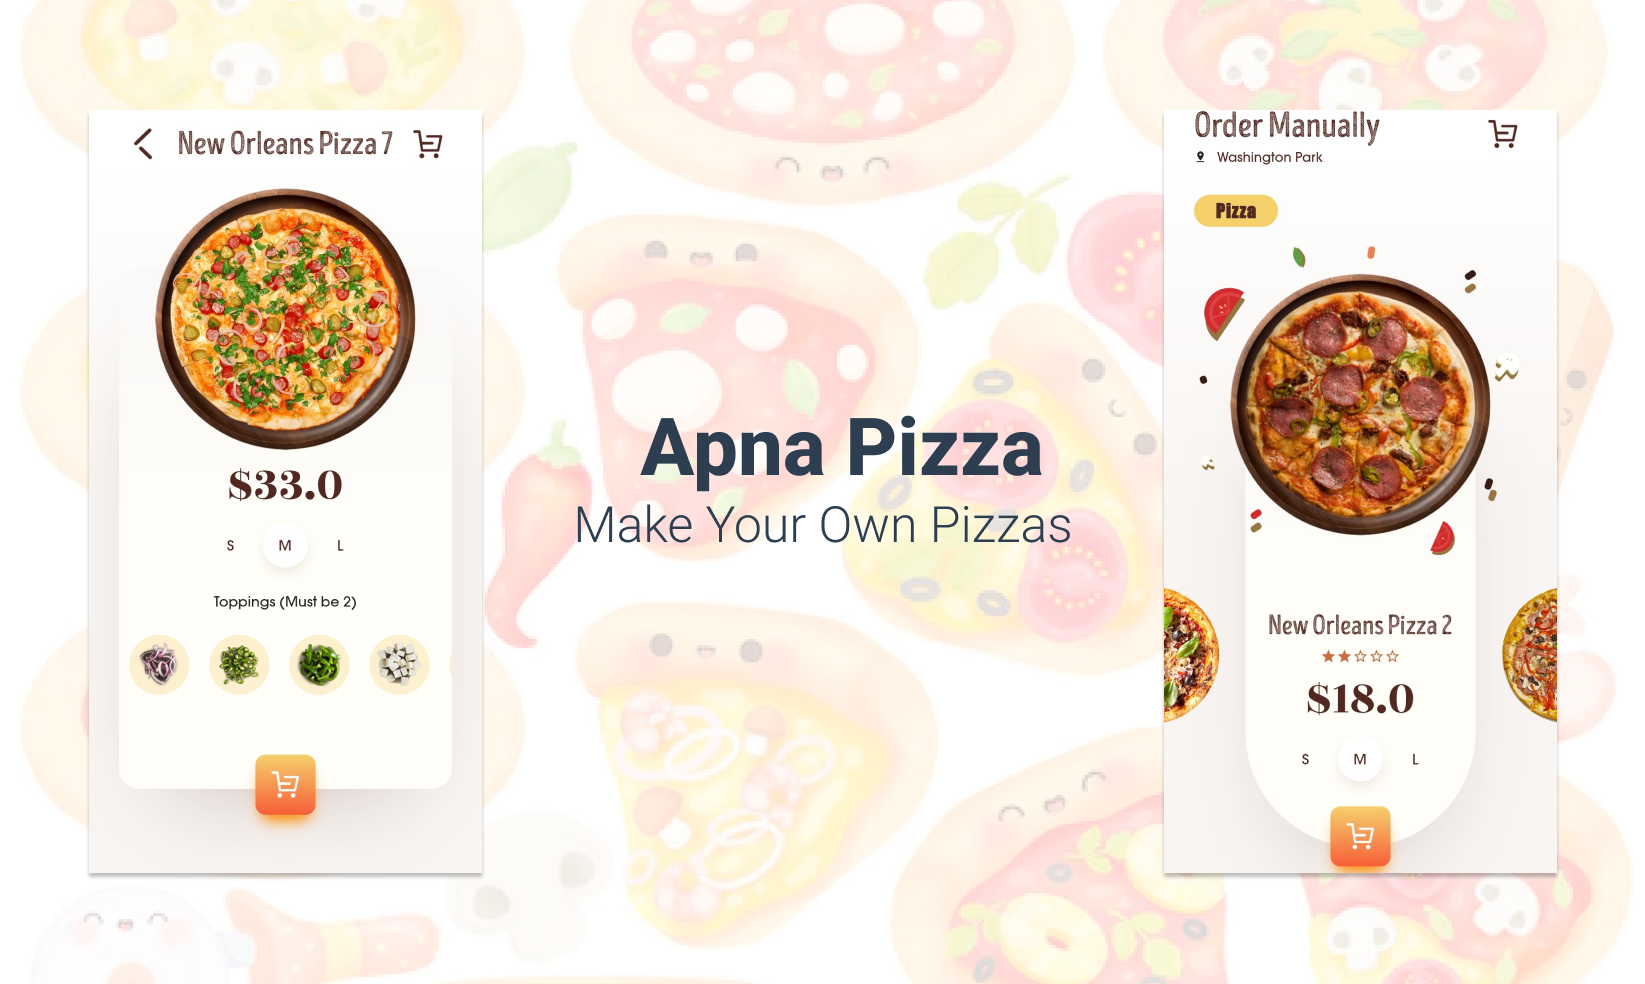 New Orleans Pizza 7
$33.0
S M L
Toppings (Must be 2)
Apna Pizza
Make Your Own Pizzas
Order Manually
Washington Park
Pizza
New Orleans Pizza 2
$18.0
S M L